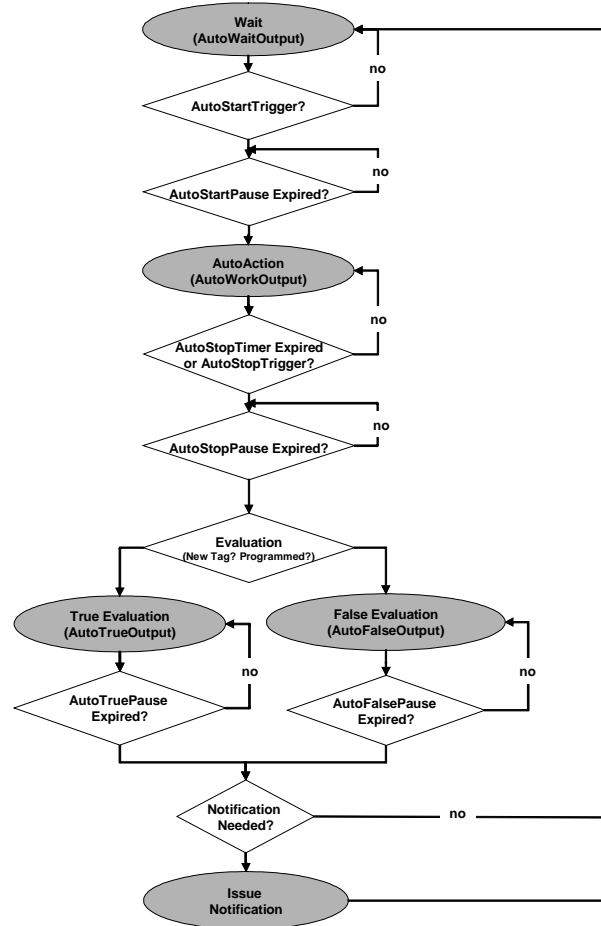 Wait
(AutoWaitOutput)
no
AutoStartTrigger?
no
AutoStartPause Expired?
AutoAction
(AutoWorkOutput)
no
AutoStopTimer Expired
or AutoStopTrigger?
AutoStopPause Expired?
no
Evaluation
(New Tag? Programmed?)
True Evaluation
(AutoTrueOutput)
False Evaluation
(AutoFalseOutput)
no
no
AutoTruePause
Expired?
AutoFalsePause
Expired?
Notification
Needed?
no
Issue
Notification